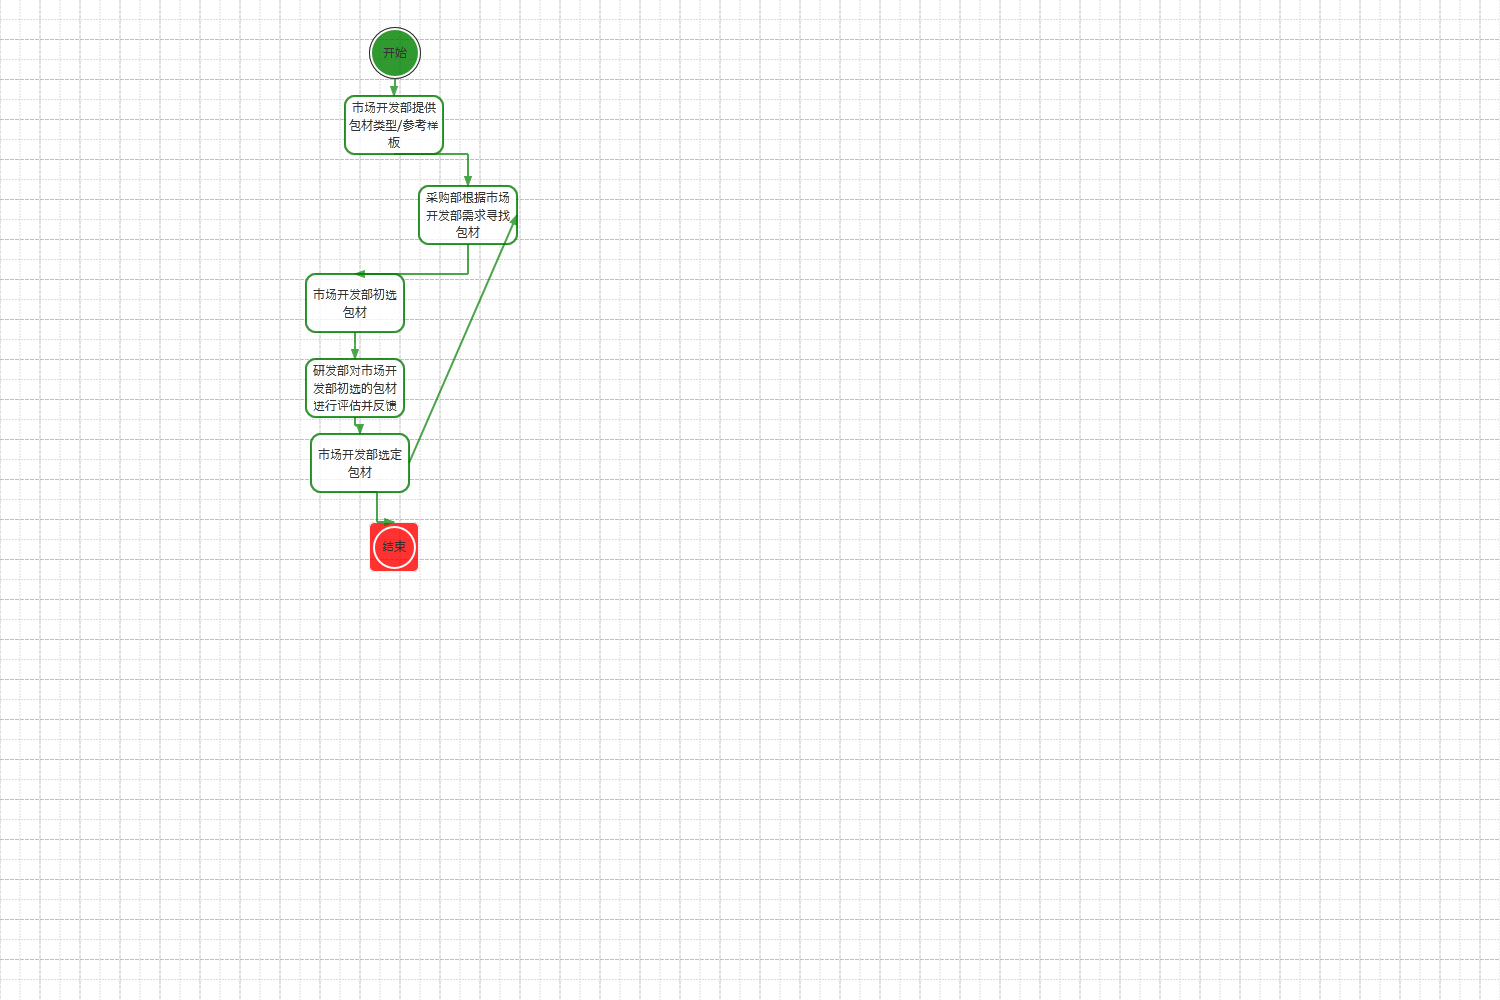 开始
市场开发部提供
包材类型/参考样
板
采购部根据市场
开发部需求寻找
包材
市场开发部初选
包材
研发部对市场开
发部初选的包材
进行评估并反馈
市场开发部选定
包材
结束